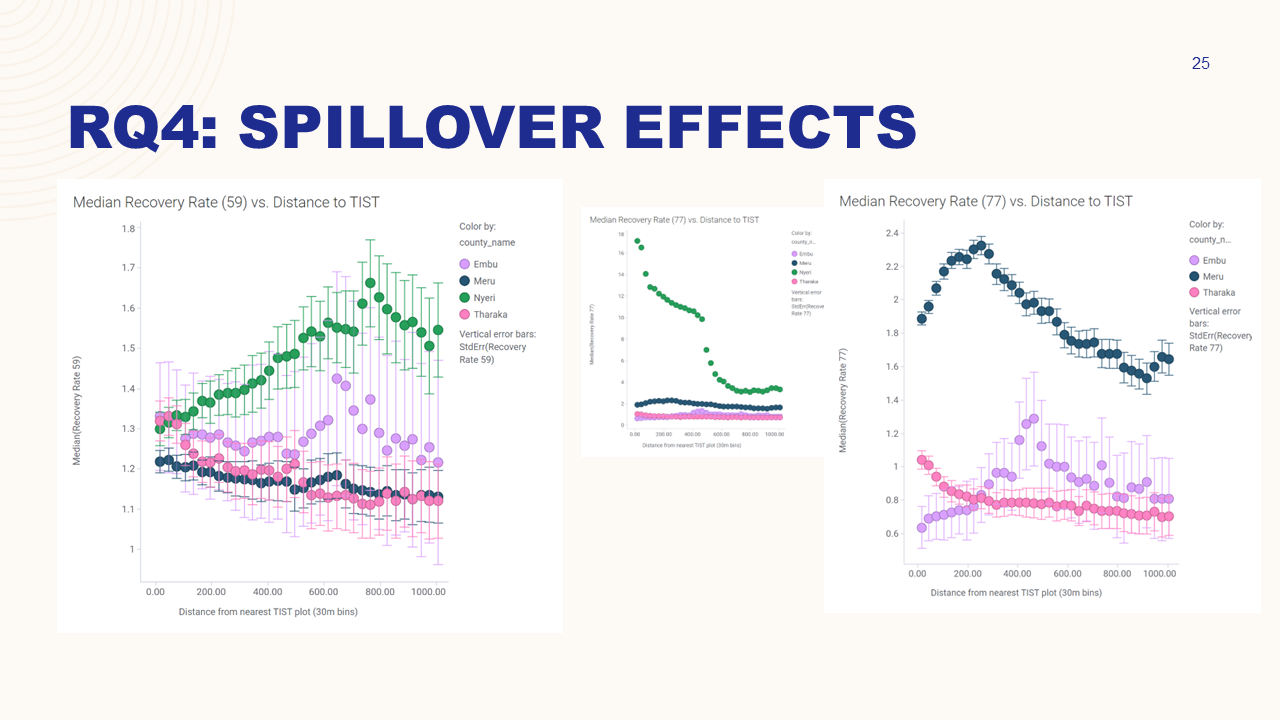 25
RQ4: SPILLOVER EFFECTS
Median Recovery Rate (59) vs. Distance to TIST
Median(Recovery Rate 59)
1.8
1.7
1.6
1.5
1.4
1.3
1.2
1.1
1
0.00 200.00 400.00 600.00 800.00 1000.00
Distance from nearest TIST plot (30m bins)
Color by:
county_name
Embu
Meru
Nyeri
Tharaka
Vertical error bars:
StdErr(Recovery
Rate 59)
Median Recovery Rate (77) vs. Distance to TIST
Median(Recovery Rate 77)
18
16
14
12
10
8
6
4
2
0
0.00 200.00 400.00 600.00 800.00 1000.00
Distance from nearest TIST plot (30m bins)
Color by:
county_n...
Embu
Meru
Nyeri
Tharaka
Vertical error
bars:
StdErr(Recove
Rate 77)
Median Recovery Rate (77) vs. Distance to TIST
Median(Recovery Rate 77)
2.4
2.2
2
1.8
1.6
1.4
1.2
1
0.8
0.6
0.00 200.00 400.00 600.00 800.00 1000.00
Distance from nearest TIST plot (30m bins)
Color by:
county_n...
Embu
Meru
Tharaka
Vertical error
bars:
StdErr(Recovery
Rate 77)